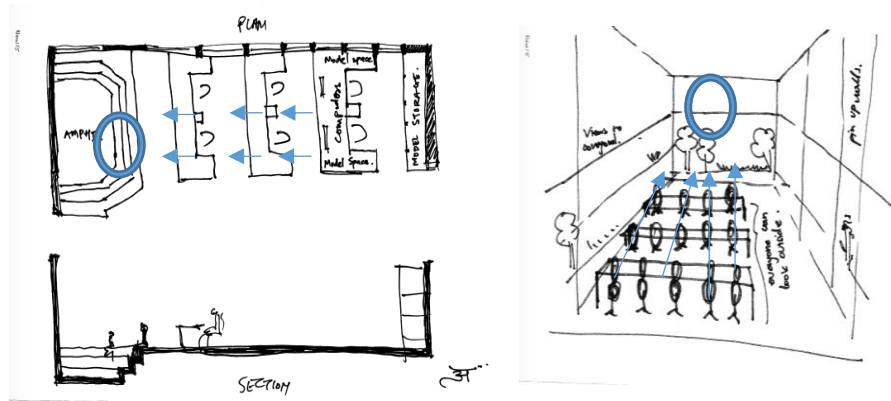 PLAN
Model space
AMPHI
Computers
MODEL STORAGE.
Model Space.
SECTION
Views to
pin up walls.
everyone can
look outside.